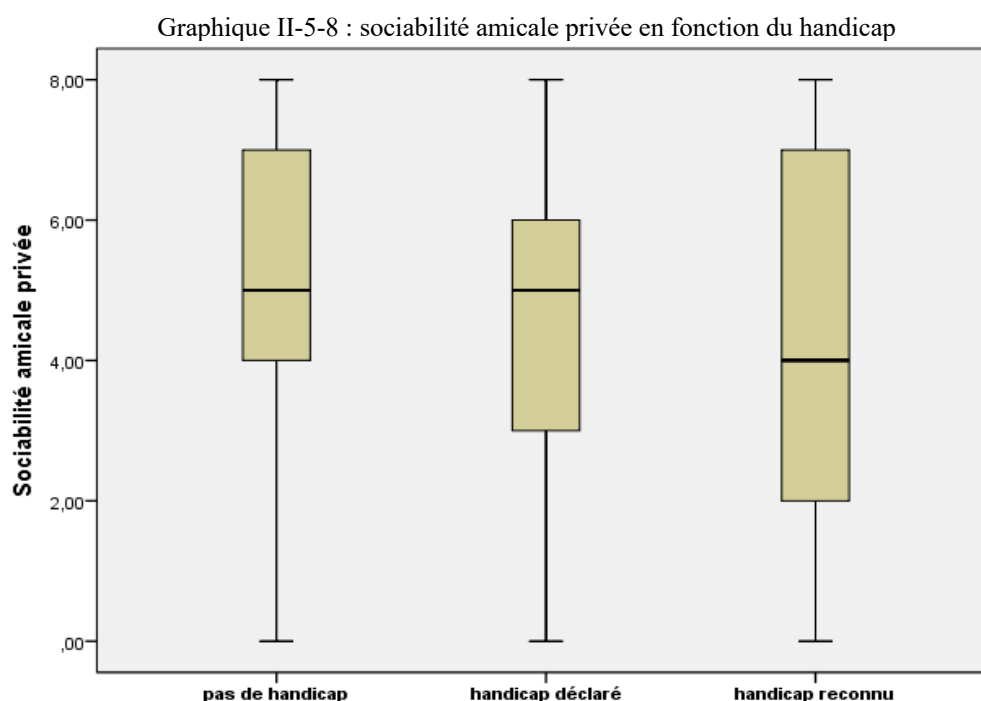 Graphique II-5-8 : sociabilité amicale privée en fonction du handicap
8,00
6,00
4,00
2,00
,00
Sociabilité amicale privée
pas de handicap
handicap déclaré
handicap reconnu